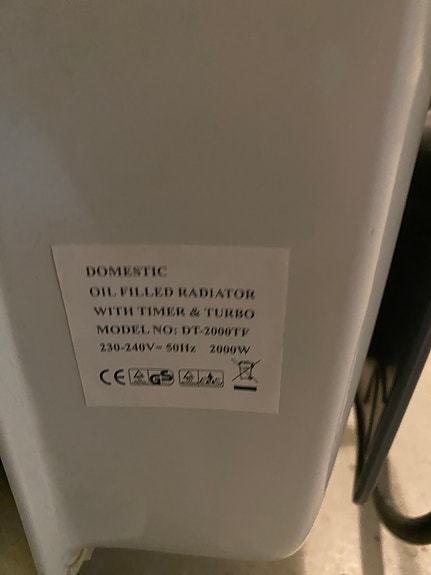 DOMESTIC
OIL FILLED RADIATOR
WITH TIMER & TURBO
MODEL NO: DT-2000TF
230-240V~ 50Hz 2000W
CE GS